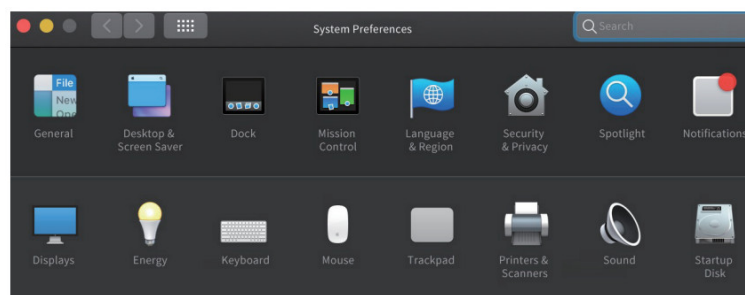 System Preferences
Search
File
New
General
Desktop &
Screen Saver
Dock
Mission
Control
Language
& Region
Security
& Privacy
Spotlight
Notifications
Displays
Energy
Keyboard
Mouse
Trackpad
Printers &
Scanners
Sound
Startup
Disk